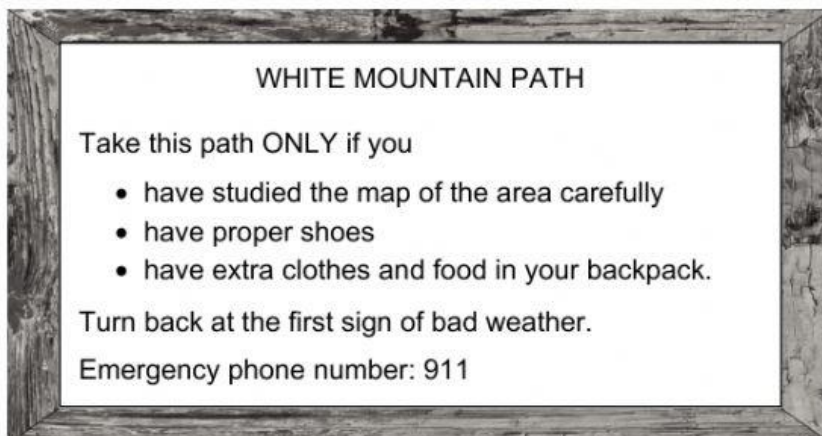 WHITE MOUNTAIN PATH
Take this path ONLY if you
• have studied the map of the area carefully
• have proper shoes
• have extra clothes and food in your backpack.
Turn back at the first sign of bad weather.
Emergency phone number: 911